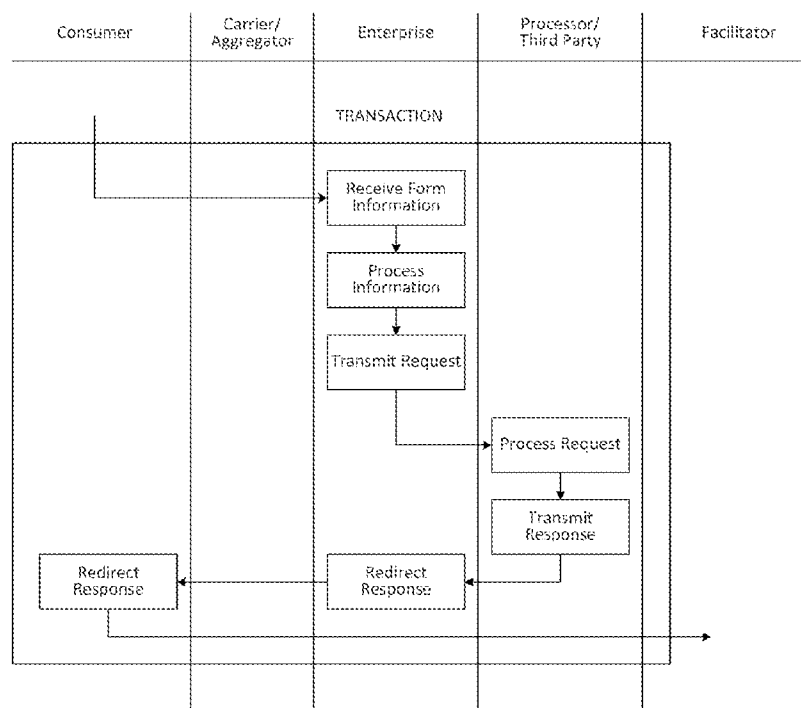 Consumer
Carrier/
Aggregator
Enterprise
Processor/
Third Party
Facilitator
TRANSACTION
Receive Form
Information
Process
Information
Transmit Request
Process Request
Transmit
Response
Redirect
Response
Redirect
Response